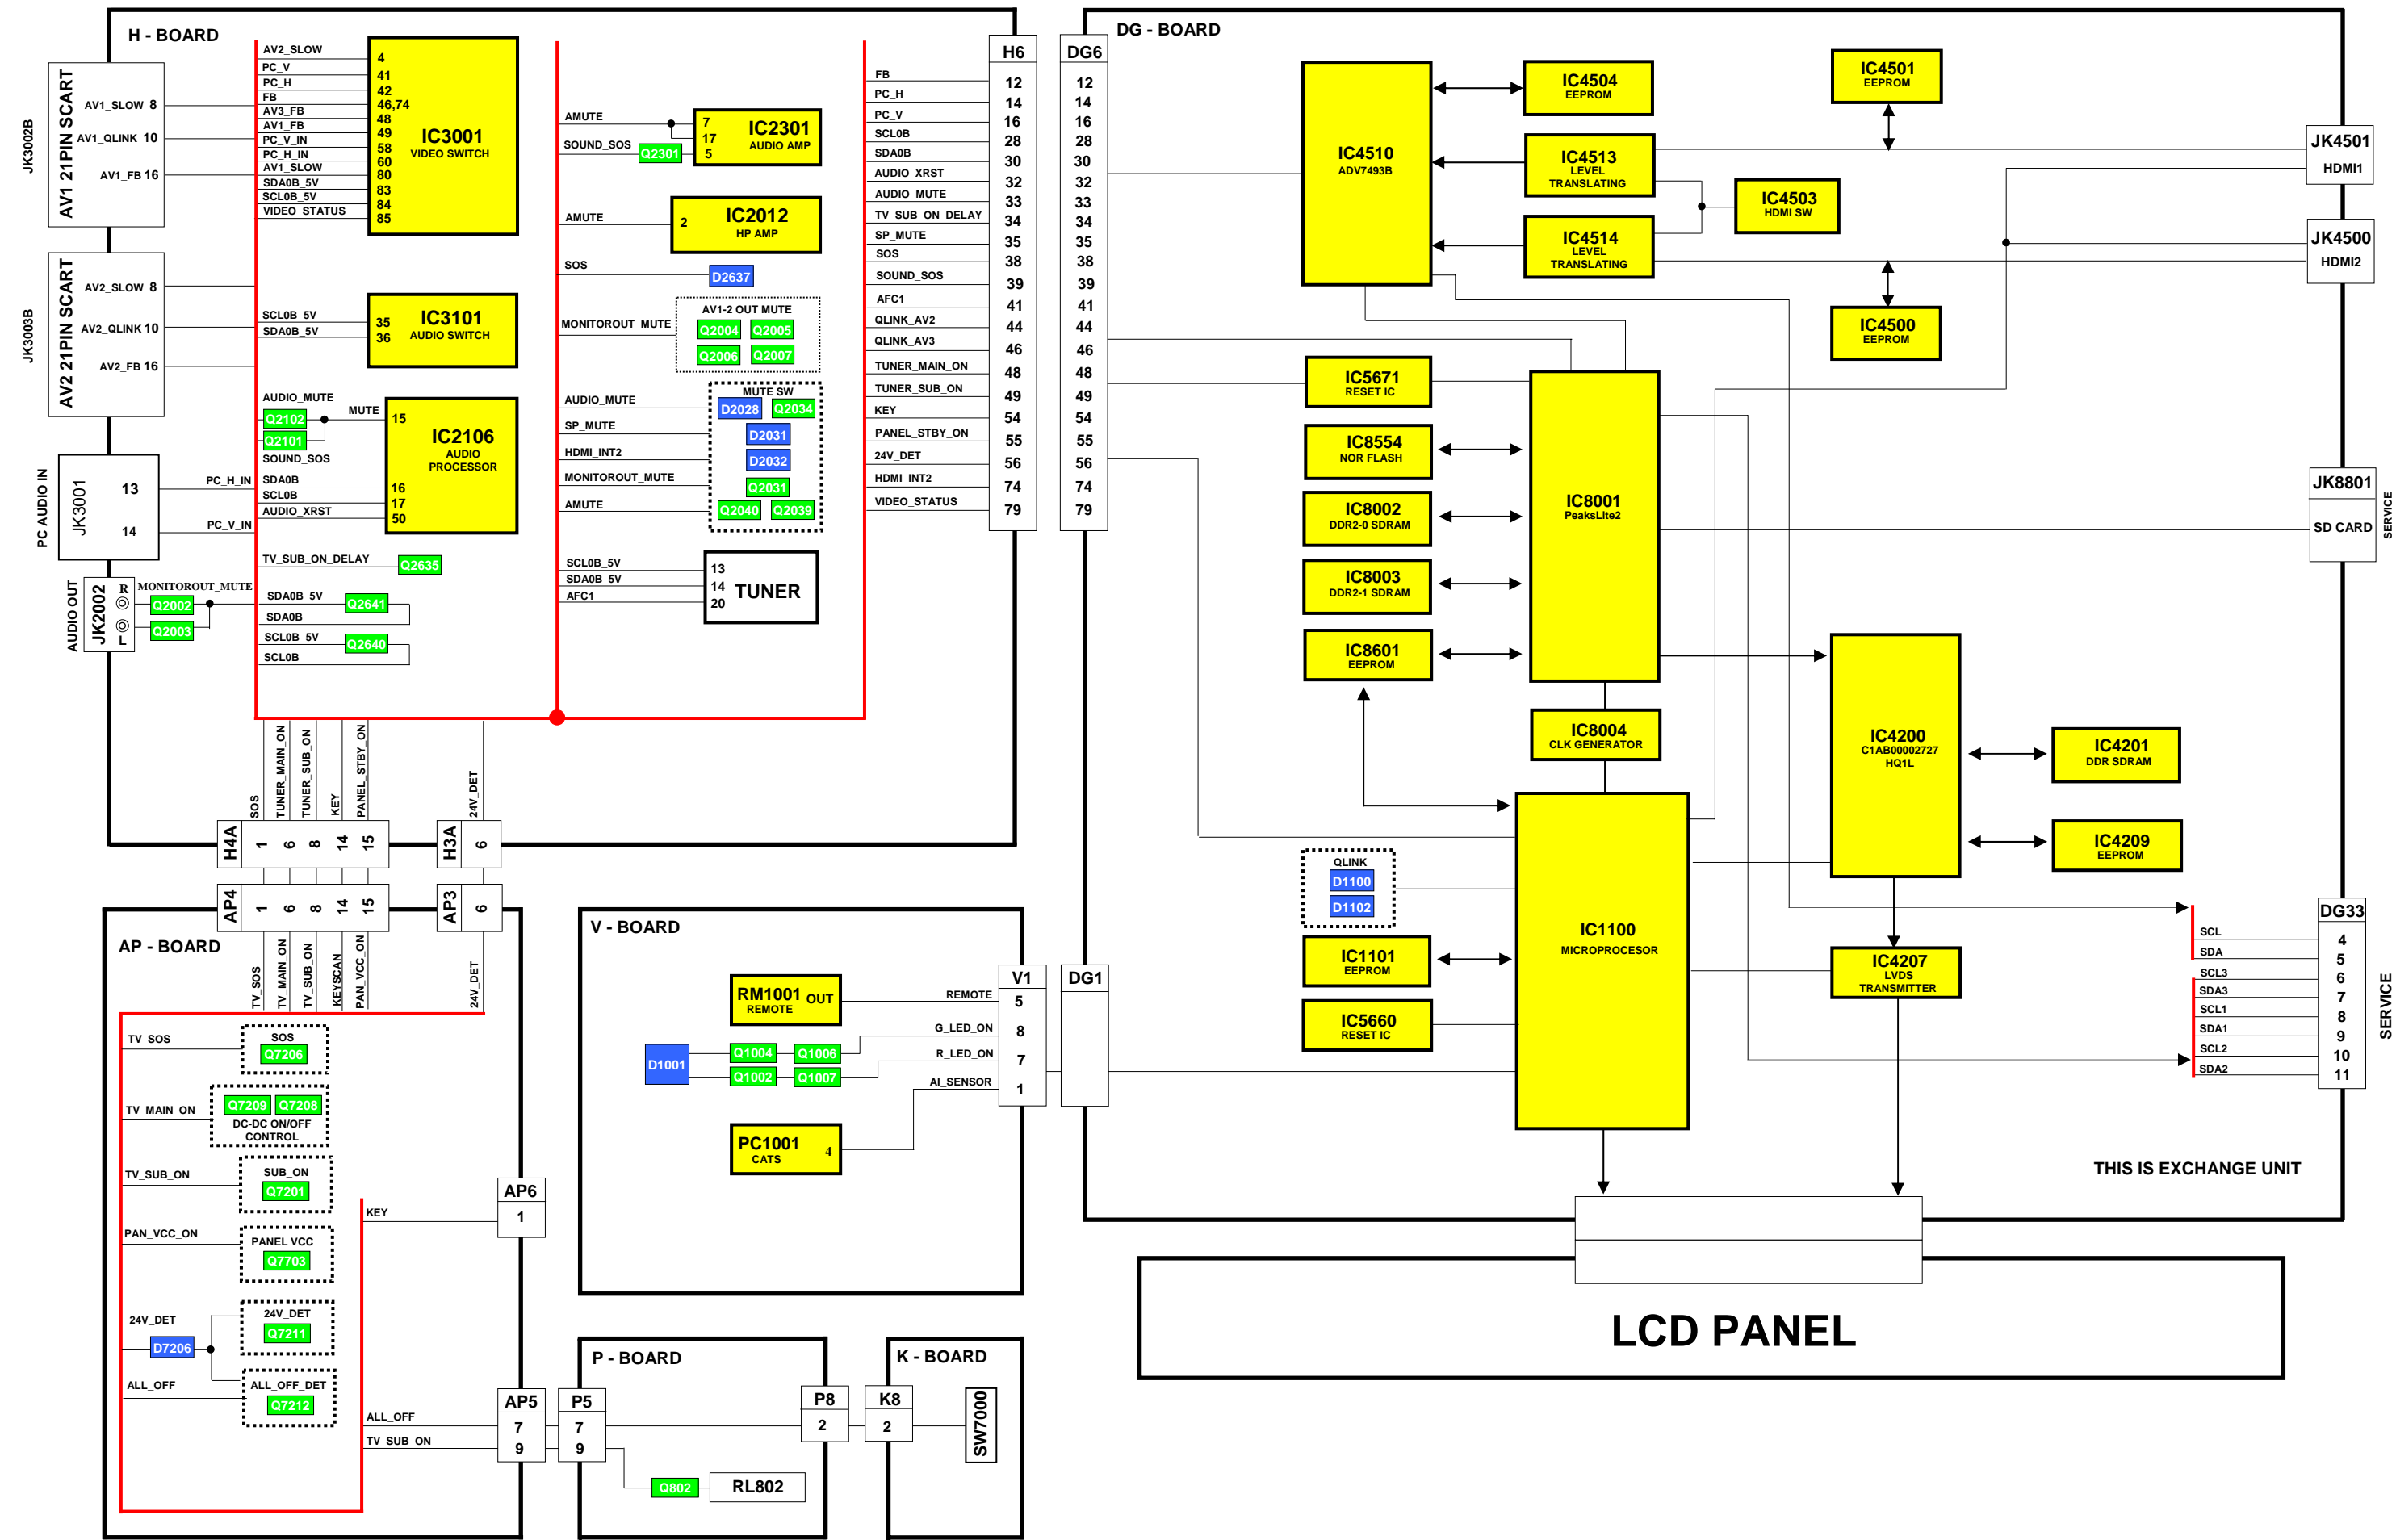 H - BOARD
JK3002B
AV1 21PIN SCART
AV1_SLOW 8
AV1_QLINK 10
AV1_FB 16
JK3003B
AV2 21PIN SCART
AV2_SLOW 8
AV2_QLINK 10
AV2_FB 16
PC AUDIO IN
JK3001
13
14
PC_H_IN
PC_V_IN
AUDIO OUT
JK2002
R
L
MONITOROUT_MUTE
Q2002
Q2003
AV2_SLOW
PC_V
PC_H
FB
AV3_FB
AV1_FB
PC_V_IN
PC_H_IN
AV1_SLOW
SDA0B_5V
SCL0B_5V
VIDEO_STATUS
4
41
42
46,74
48
49
58
60
80
83
84
85
IC3001
VIDEO SWITCH
SCL0B_5V
SDA0B_5V
35
36
IC3101
AUDIO SWITCH
AUDIO_MUTE
Q2102
Q2101
SOUND_SOS
MUTE
SDA0B
SCL0B
AUDIO_XRST
15
16
17
50
IC2106
AUDIO
PROCESSOR
TV_SUB_ON_DELAY
Q2635
SDA0B_5V
Q2641
SDA0B
SCL0B_5V
Q2640
SCL0B
AMUTE
SOUND_SOS
Q2301
7
17
5
IC2301
AUDIO AMP
AMUTE
2
IC2012
HP AMP
SOS
D2637
MONITOROUT_MUTE
AV1-2 OUT MUTE
Q2004
Q2005
Q2006
Q2007
AUDIO_MUTE
SP_MUTE
HDMI_INT2
MONITOROUT_MUTE
AMUTE
MUTE SW
D2028
Q2034
D2031
D2032
Q2031
Q2040
Q2039
SCL0B_5V
SDA0B_5V
AFC1
13
14
20
TUNER
FB
PC_H
PC_V
SCL0B
SDA0B
AUDIO_XRST
AUDIO_MUTE
TV_SUB_ON_DELAY
SP_MUTE
SOS
SOUND_SOS
AFC1
QLINK_AV2
QLINK_AV3
TUNER_MAIN_ON
TUNER_SUB_ON
KEY
PANEL_STBY_ON
24V_DET
HDMI_INT2
VIDEO_STATUS
H6
12
14
16
28
30
32
33
34
35
38
39
41
44
46
48
49
54
55
56
74
79
SOS
TUNER_MAIN_ON
TUNER_SUB_ON
KEY
PANEL_STBY_ON
24V_DET
H4A
1
6
8
14
15
H3A
6
DG - BOARD
DG6
12
14
16
28
30
32
33
34
35
38
39
41
44
46
48
49
54
55
56
74
79
IC4510
ADV7493B
IC4504
EEPROM
IC4501
EEPROM
IC4513
LEVEL
TRANSLATING
IC4503
HDMI SW
IC4514
LEVEL
TRANSLATING
IC4500
EEPROM
JK4501
HDMI1
JK4500
HDMI2
IC5671
RESET IC
IC8554
NOR FLASH
IC8002
DDR2-0 SDRAM
IC8003
DDR2-1 SDRAM
IC8601
EEPROM
IC8001
PeaksLite2
JK8801
SD CARD
SERVICE
IC8004
CLK GENERATOR
IC4200
C1AB00002727
HQ1L
IC4201
DDR SDRAM
IC4209
EEPROM
QLINK
D1100
D1102
IC1101
EEPROM
IC5660
RESET IC
IC1100
MICROPROCESOR
IC4207
LVDS
TRANSMITTER
SCL
SDA
SCL3
SDA3
SCL1
SDA1
SCL2
SDA2
DG33
4
5
6
7
8
9
10
11
SERVICE
DG1
THIS IS EXCHANGE UNIT
LCD PANEL
AP4
1
6
8
14
15
AP3
6
AP - BOARD
TV_SOS
TV_MAIN_ON
TV_SUB_ON
KEYSCAN
PAN_VCC_ON
24V_DET
TV_SOS
SOS
Q7206
TV_MAIN_ON
Q7209
Q7208
DC-DC ON/OFF
CONTROL
TV_SUB_ON
SUB_ON
Q7201
PAN_VCC_ON
PANEL VCC
Q7703
24V_DET
D7206
24V_DET
Q7211
ALL_OFF
ALL_OFF_DET
Q7212
KEY
AP6
1
ALL_OFF
TV_SUB_ON
AP5
7
9
V - BOARD
RM1001 OUT
REMOTE
REMOTE
G_LED_ON
R_LED_ON
AI_SENSOR
D1001
Q1004
Q1006
Q1002
Q1007
PC1001
CATS
4
V1
5
8
7
1
P - BOARD
P5
7
9
P8
2
Q802
RL802
K - BOARD
K8
2
SW7000